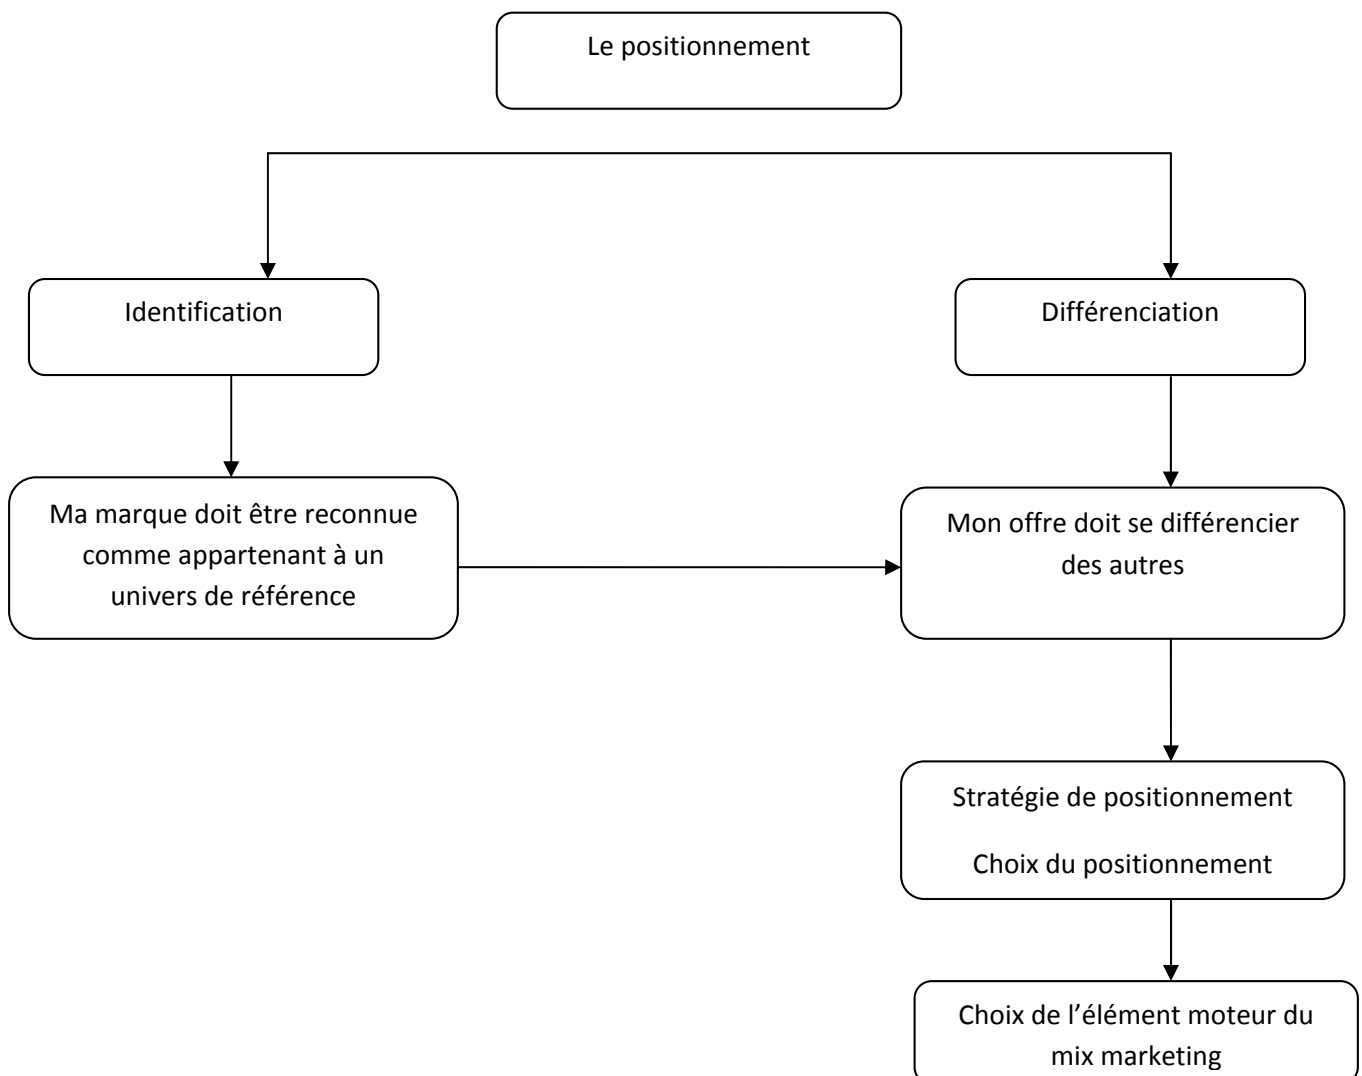 Le positionnement
Identification
Différenciation
Ma marque doit être reconnue
comme appartenant à un
univers de référence
Mon offre doit se différencier
des autres
Stratégie de positionnement
Choix du positionnement
Choix de l’élément moteur du
mix marketing